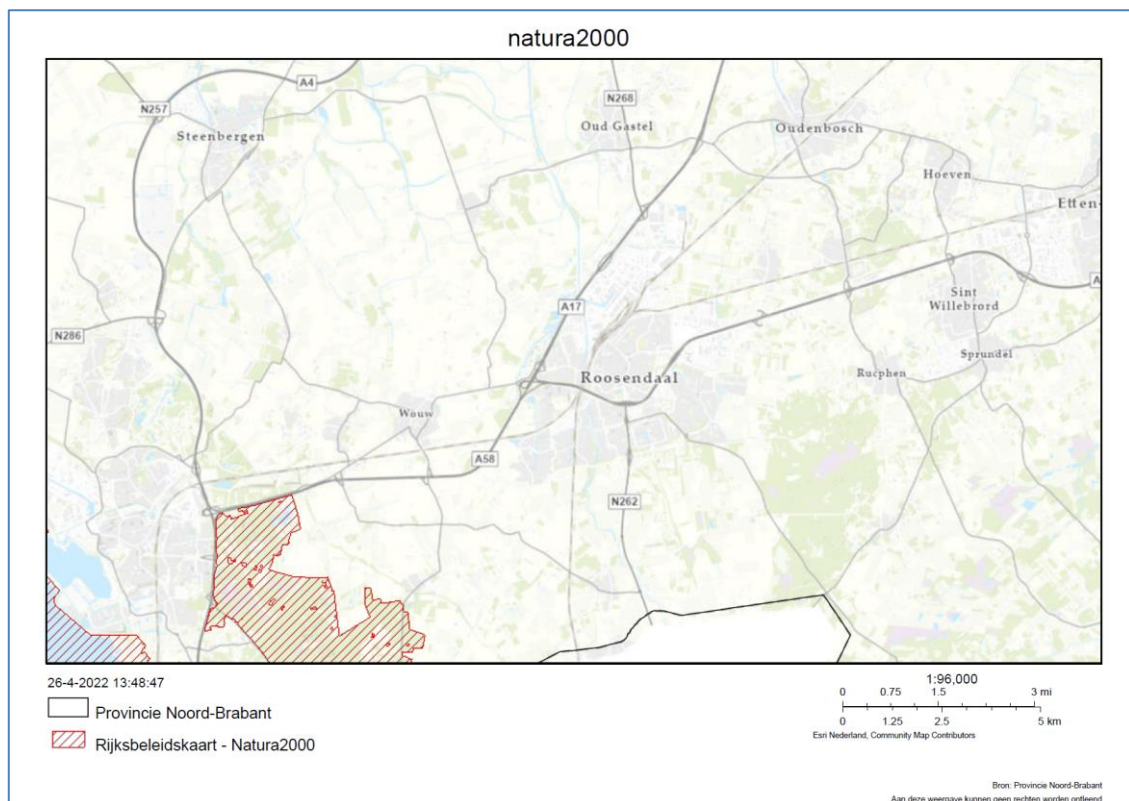 natura2000
A4
N257
N268
Steenbergen
Oud Gastel
Oudenbosch
Hoeven
Etten-
A17
Sint
Willebrord
N286
Sprundel
Roosendaal
Rucphen
Wouw
A58
N262
26-4-2022 13:48:47
Provincie Noord-Brabant
Rijksbeleidskaart - Natura2000
1:96,000
0 0.75 1.5 3 mi
0 1.25 2.5 5 km
Esri Nederland, Community Map Contributors
Bron: Provincie Noord-Brabant
Aan deze weergave kunnen geen rechten worden ontleend